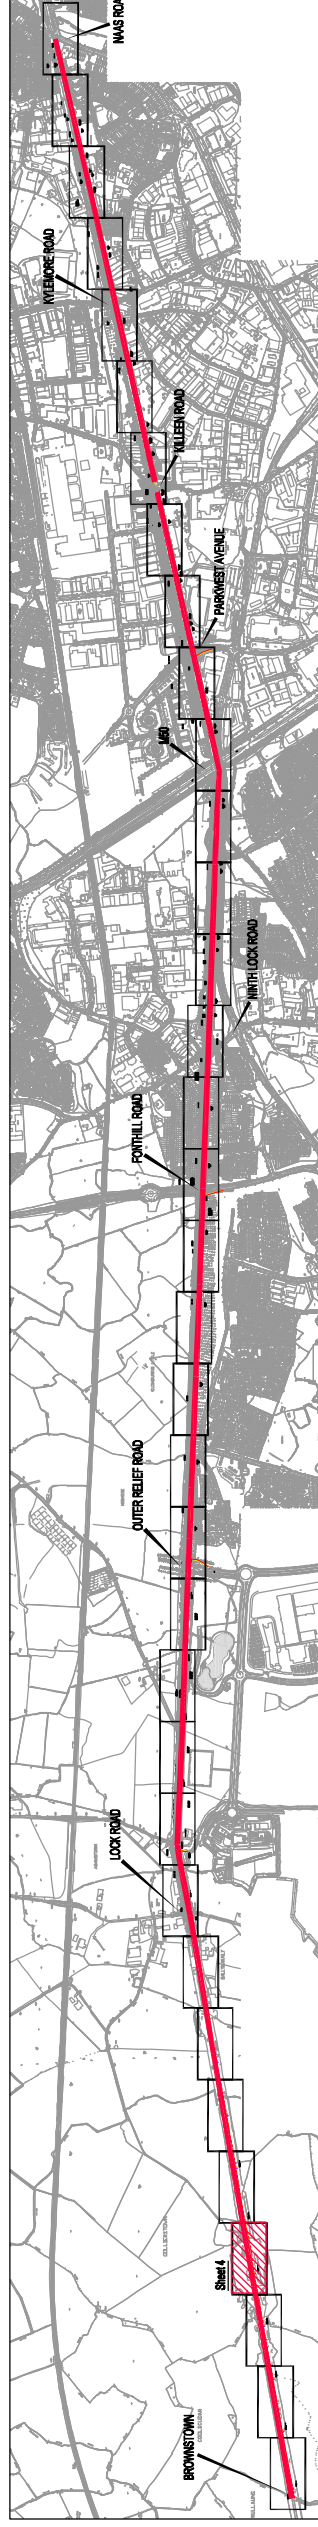 NAAS ROA
KYLEMORE ROAD
KILLEEN ROAD
PARKWEST AVENUE
M50
NINTH LOCK ROAD
FONTHILL ROAD
OUTER RELIEF ROAD
LOCK ROAD
Sheet 4
BROWNSTOWN